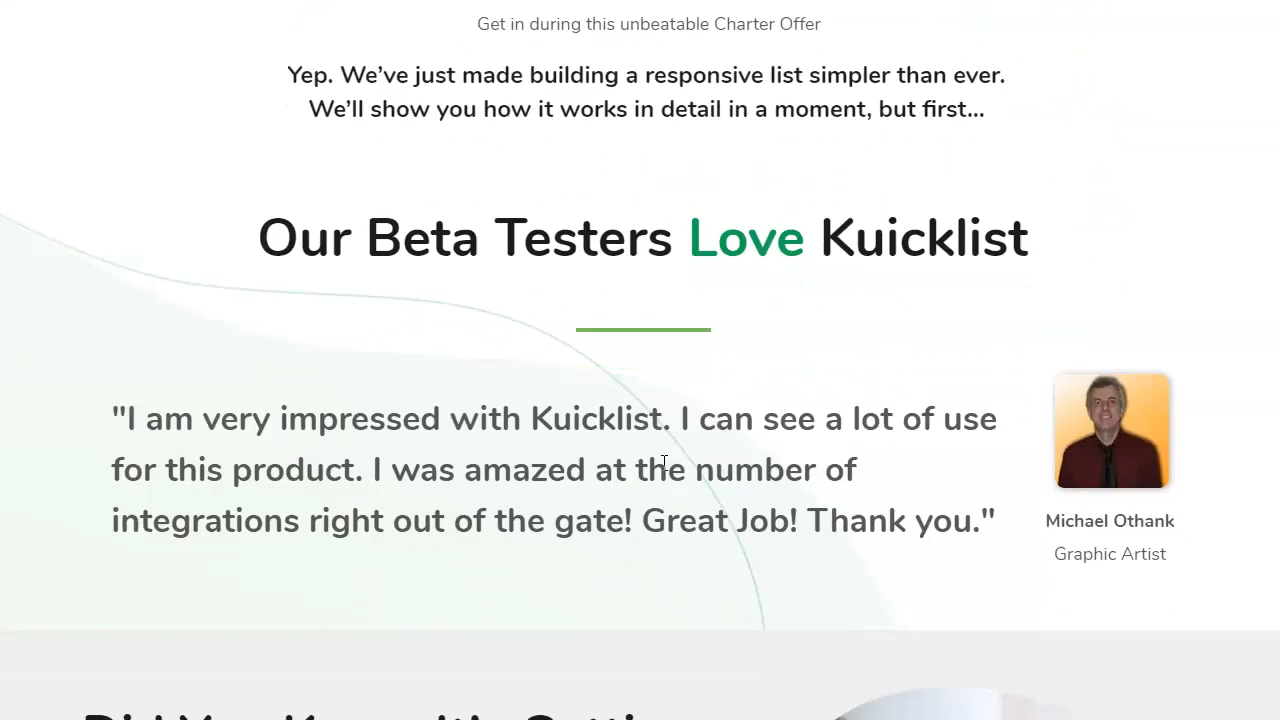 Get in during this unbeatable Charter Offer
Yep. We’ve just made building a responsive list simpler than ever.
We’ll show you how it works in detail in a moment, but first...
Our Beta Testers Love Kuicklist
"I am very impressed with Kuicklist. I can see a lot of use
for this product. I was amazed at the number of
integrations right out of the gate! Great Job! Thank you."
Michael Othank
Graphic Artist